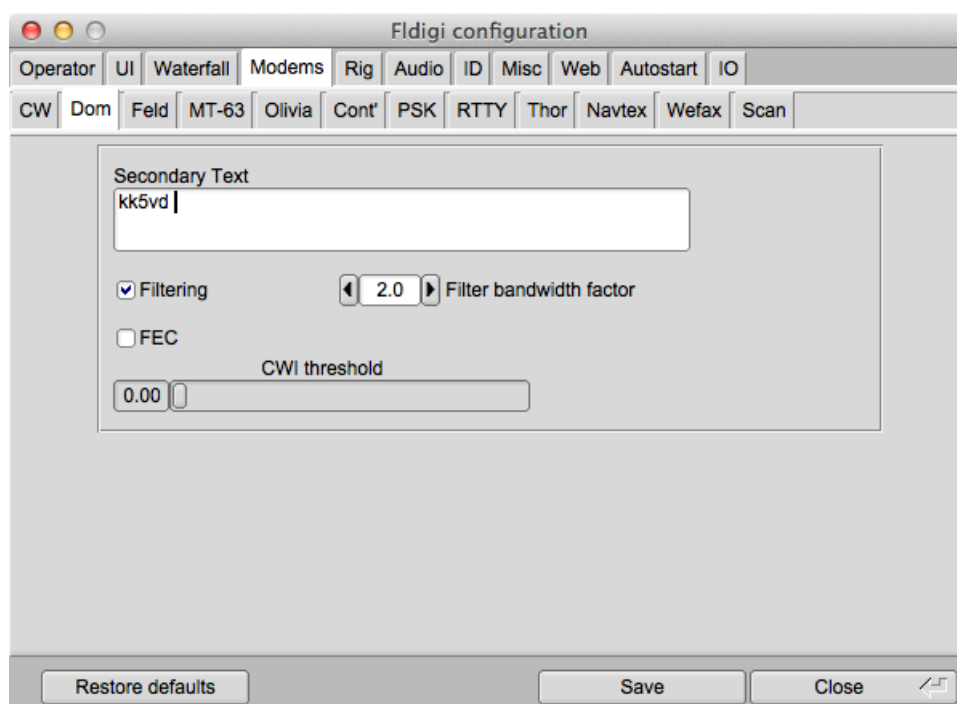 Fldigi configuration
Operator UI Waterfall Modems Rig Audio ID Misc Web Autostart IO
CW Dom Feld MT-63 Olivia Cont' PSK RTTY Thor Navtex Wefax Scan
Secondary Text
kk5vd
Filtering 2.0 Filter bandwidth factor
FEC
CWI threshold
0.00
Restore defaults Save Close